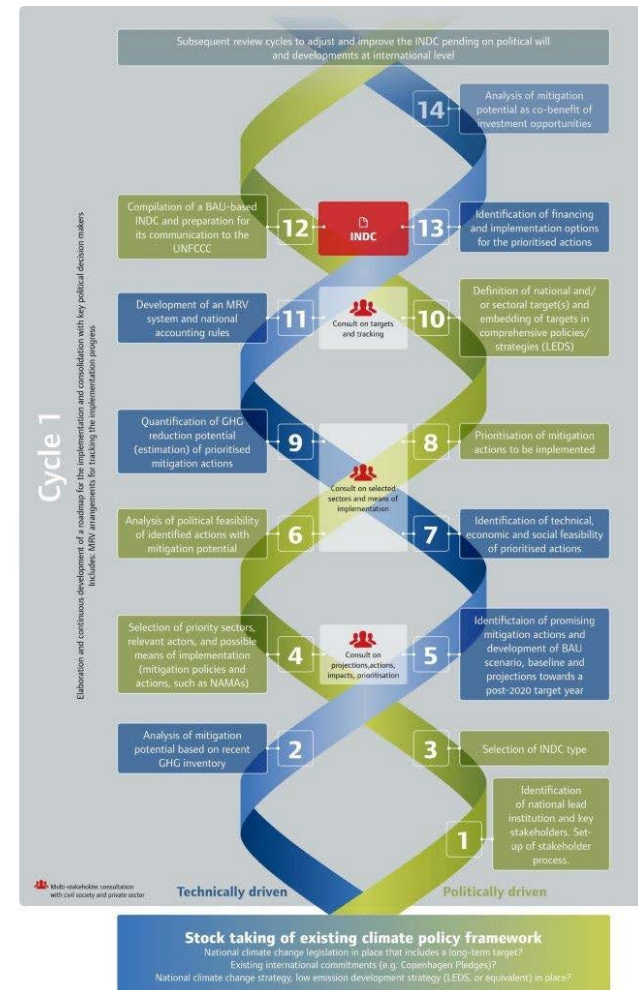 Subsequent review cycles to adjust and improve the INDC pending on political will
and developmemts at international level
14
Analysis of mitigation
potential as co-benefit of
investment opportunities
Compilation of a BAU-based
INDC and preparation for
its communication to the
UNFCCC
12
INDC
13
Identification of financing
and implementation options
for the prioritised actions
Development of an MRV
system and national
accounting rules
11
Consult on targets
and tracking
10
Definition of national and/
or sectoral target(s) and
embedding of targets in
comprehensive policies/
strategies (LEDS)
Quantification of GHG
reduction potential
(estimation) of prioritised
mitigation actions
9
8
Prioritisation of mitigation
actions to be implemented
Consult on selected
sectors and means of
implementation
Analysis of political feasibility
of identified actions with
mitigation potential
6
7
Identification of technical,
economic and social feasibility
of prioritised actions
Selection of priority sectors,
relevant actors, and possible
means of implementation
(mitigation policies and
actions, such as NAMAs)
4
Consult on
projections,actions,
impacts, prioritisation
5
Identifictaion of promising
mitigation actions and
development of BAU
scenario, baseline and
projections towards a
post-2020 target year
Analysis of mitigation
potential based on recent
GHG inventory
2
3
Selection of INDC type
1
Identification
of national lead
institution and key
stakeholders. Set-
up of stakeholder
process.
Cycle 1
Elaboration and continuous development of a roadmap for the implementation and consolidation with key political decision makers
Includes: MRV arrangements for tracking the implementation progress
Multi-stakeholder consultation
with civil society and private sector
Technically driven
Politically driven
Stock taking of existing climate policy framework
National climate change legislation in place that includes a long-term target?
Existing international commitments (e.g. Copenhagen Pledges)?
National climate change strategy, low emission development strategy (LEDS, or equivalent) in place?